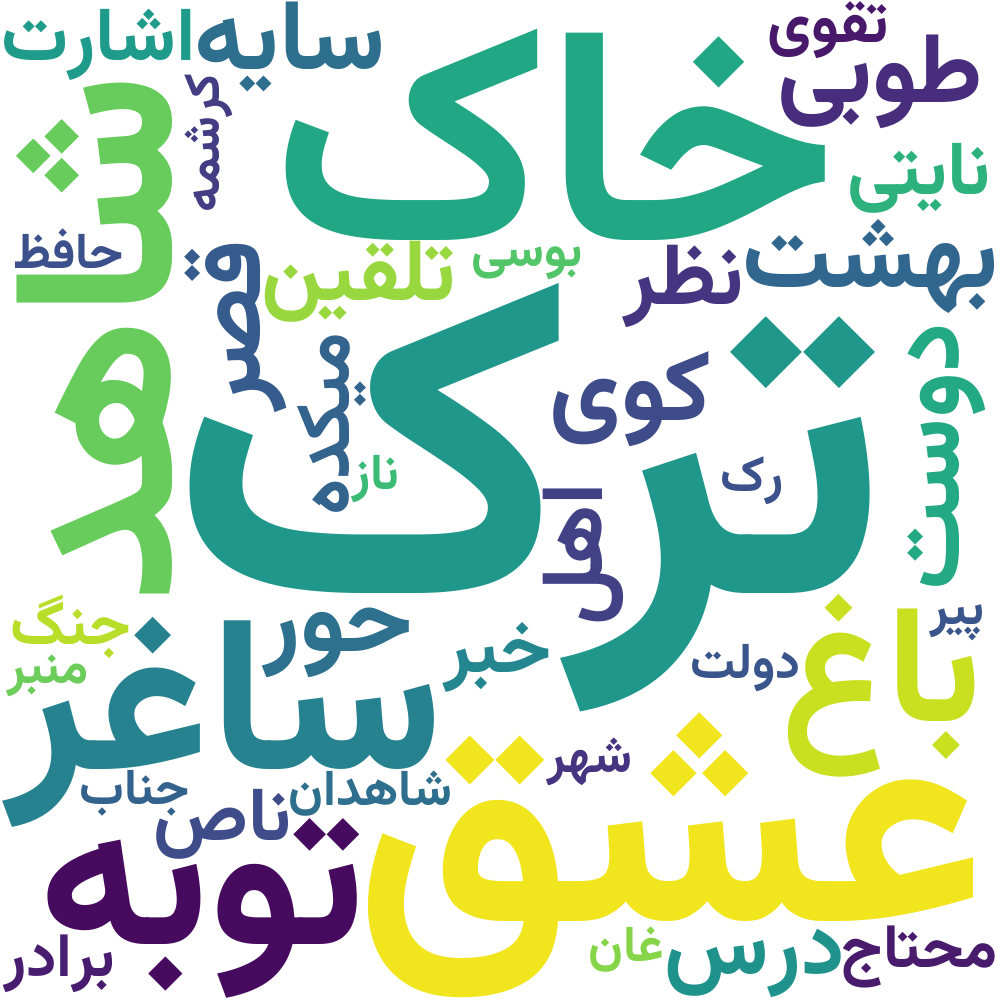 تقوی
سایه
اشارت
خاک
طوبی
کرشمه
شاهد
نایتی
حافظ
بهشت
نظر
بوسی
تلقین
قصر
ترک
دوست
میکده
کوی
ناز
رک
اهل
باغ
پیر
حور
جنگ
خبر
دولت
منبر
ساغر
عشق
شهر
شاهدان
جناب
ناص
توبه
محتاج
درس
غان
برادر